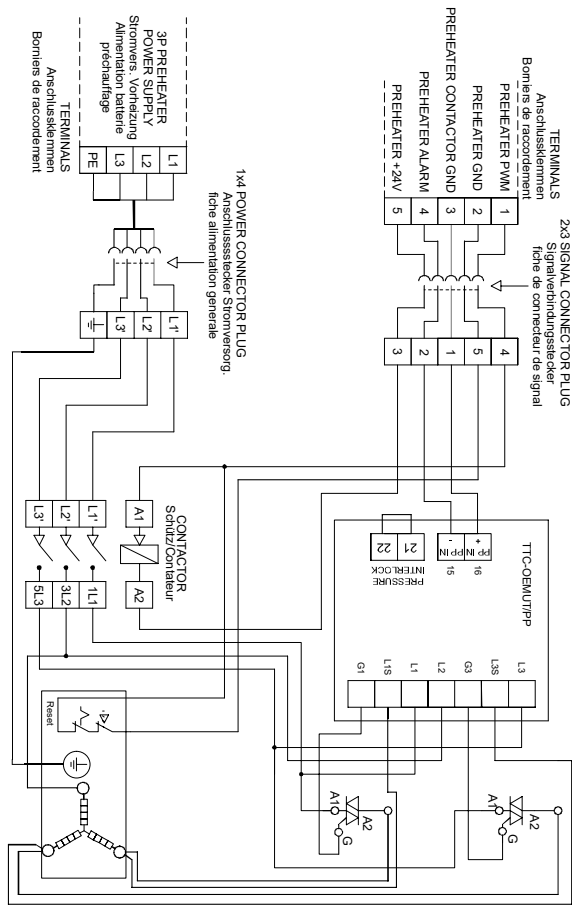 2x3 SIGNAL CONNECTOR PLUG
Signalverbindungsstecker
fiche de connecteur de signal
TERMINALS
Anschlussklemmen
Borniers de raccordement
PREHEATER PWM
PREHEATER GND
PREHEATER CONTACTOR GND
PREHEATER ALARM
PREHEATER +24V
1
2
3
4
5
4
5
1
2
3
TTC-OEMUT/PP
+
PP IN
16
-
PP IN
15
21
22
PRESSURE
INTERLOCK
L3
L3S
G3
L2
L1
L1S
G1
A1
A2
G
A1
A2
G
1x4 POWER CONNECTOR PLUG
Anschlussssstecker Stromversorg.
fiche alimentation generale
3P PREHEATER
POWER SUPPLY
Stromvers. Vorheizung
Alimentation batterie
préchauffage
L1
L2
L3
PE
L1'
L2'
L3'
TERMINALS
Anschlussklemmen
Borniers de raccordement
CONTACTOR
Schütz/Contateur
A1
A2
L1'
L2'
L3'
1L1
3L2
5L3
Reset